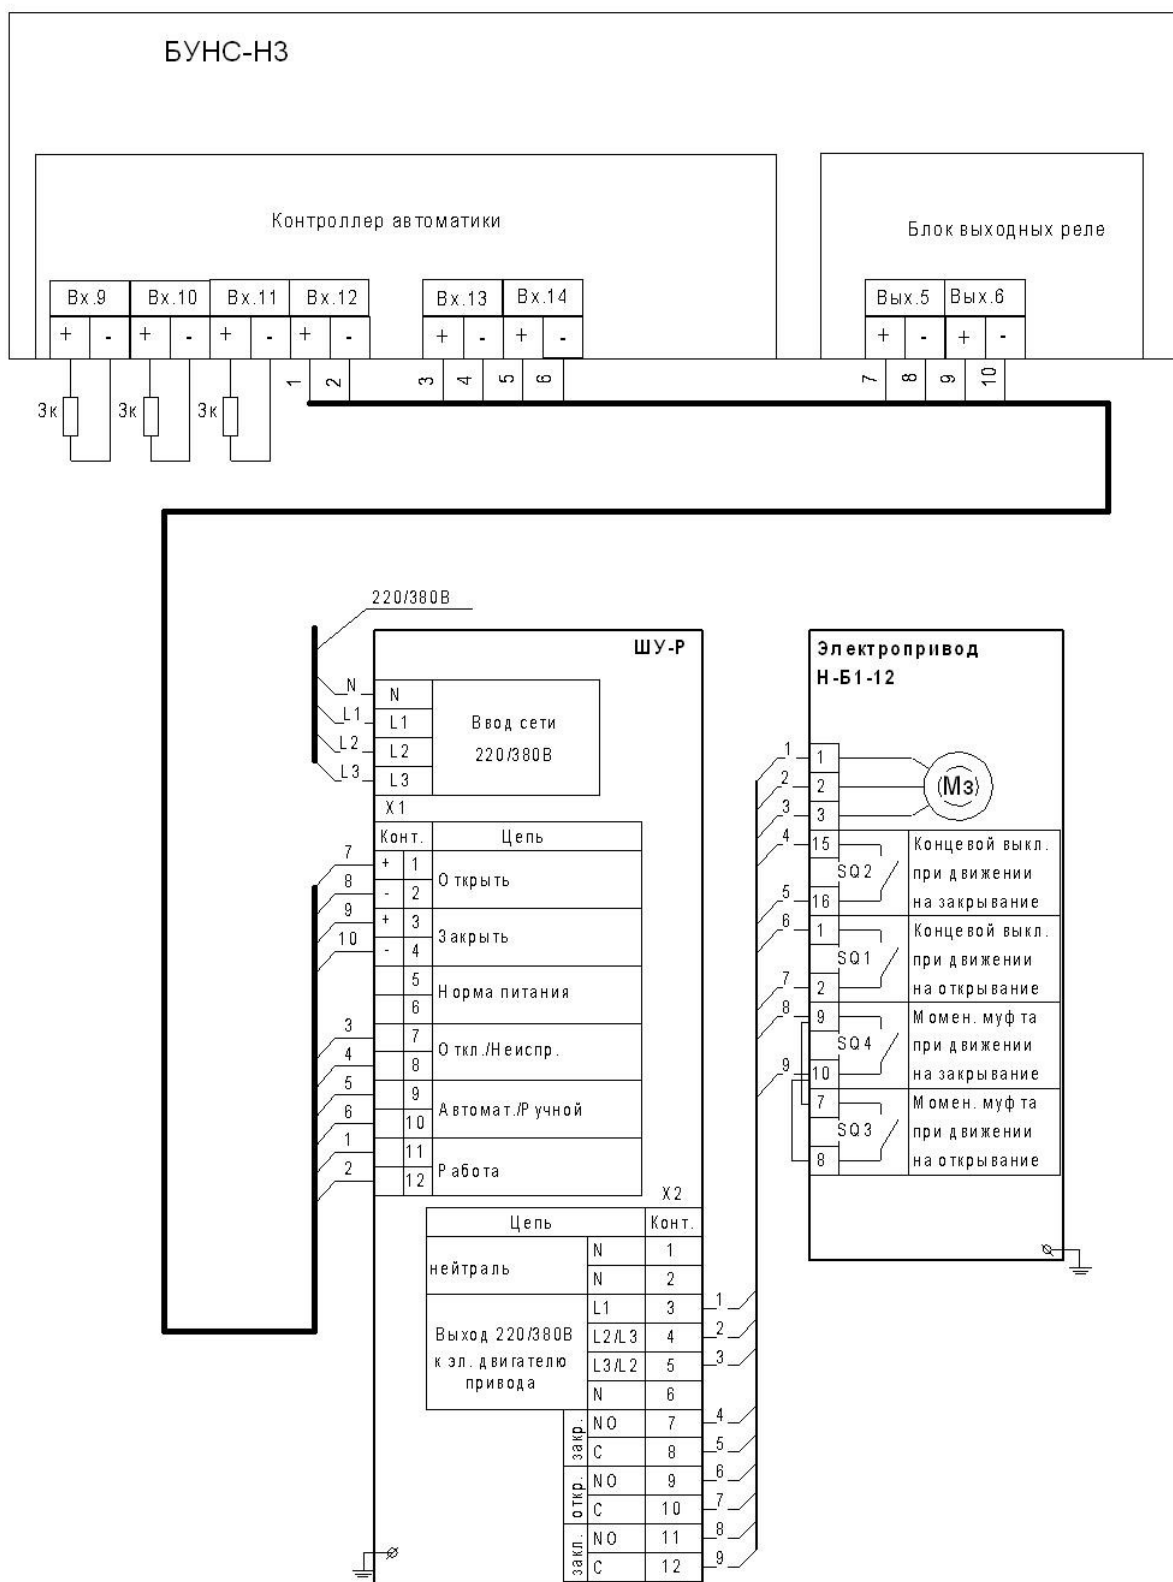 БУНС-Н3
Контроллер автоматики
Блок выходных реле
Вх.9 Вх.10 Вх.11 Вх.12 Вх.13 Вх.14 Вых.5 Вых.6
+ - + - + - + - + - + - + - + -
1 2 3 4 5 6 7 8 9 10
3к 3к 3к
220/380В
ШУ-Р
N N
L1 L1
L2 L2
L3 L3
Ввод сети
220/380В
X1
Конт. Цепь
7 + 1
8 - 2
Открыть
9 + 3
10 - 4
Закрыть
5
6
Норма питания
3 7
4 8
Откл./Неиспр.
5 9
6 10
Автомат./Ручной
1 11
2 12
Работа
X2
Цепь Конт.
нейтраль
N 1
N 2
Выход 220/380В
к эл. двигателю
привода
L1 3 1
L2/L3 4 2
L3/L2 5 3
N 6
закр.
NO 7 4
C 8 5
откр.
NO 9 6
C 10 7
закл.
NO 11 8
C 12 9
Электропривод
Н-Б1-12
1 1
2 2
3 3
(Мз)
4 15
5 16
SQ2
Концевой выкл.
при движении
на закрывание
6 1
7 2
SQ1
Концевой выкл.
при движении
на открывание
8 9
9 10
SQ4
Момен. муфта
при движении
на закрывание
7
8
SQ3
Момен. муфта
при движении
на открывание